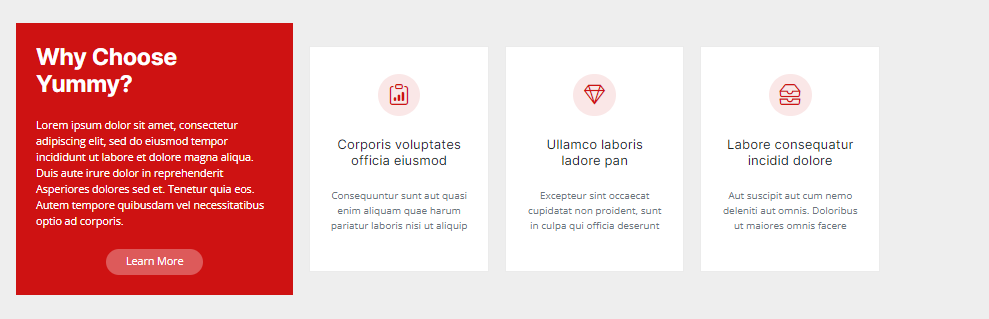 Why Choose
Yummy?
Lorem ipsum dolor sit amet, consectetur
adipiscing elit, sed do eiusmod tempor
incididunt ut labore et dolore magna aliqua.
Duis aute irure dolor in reprehenderit
Asperiores dolores sed et. Tenetur quia eos.
Autem tempore quibusdam vel necessitatibus
optio ad corporis.
Learn More
Corporis voluptates
officia eiusmod
Consequuntur sunt aut quasi
enim aliquam quae harum
pariatur laboris nisi ut aliquip
Ullamco laboris
ladore pan
Excepteur sint occaecat
cupidatat non proident, sunt
in culpa qui officia deserunt
Labore consequatur
incidid dolore
Aut suscipit aut cum nemo
deleniti aut omnis. Doloribus
ut maiores omnis facere